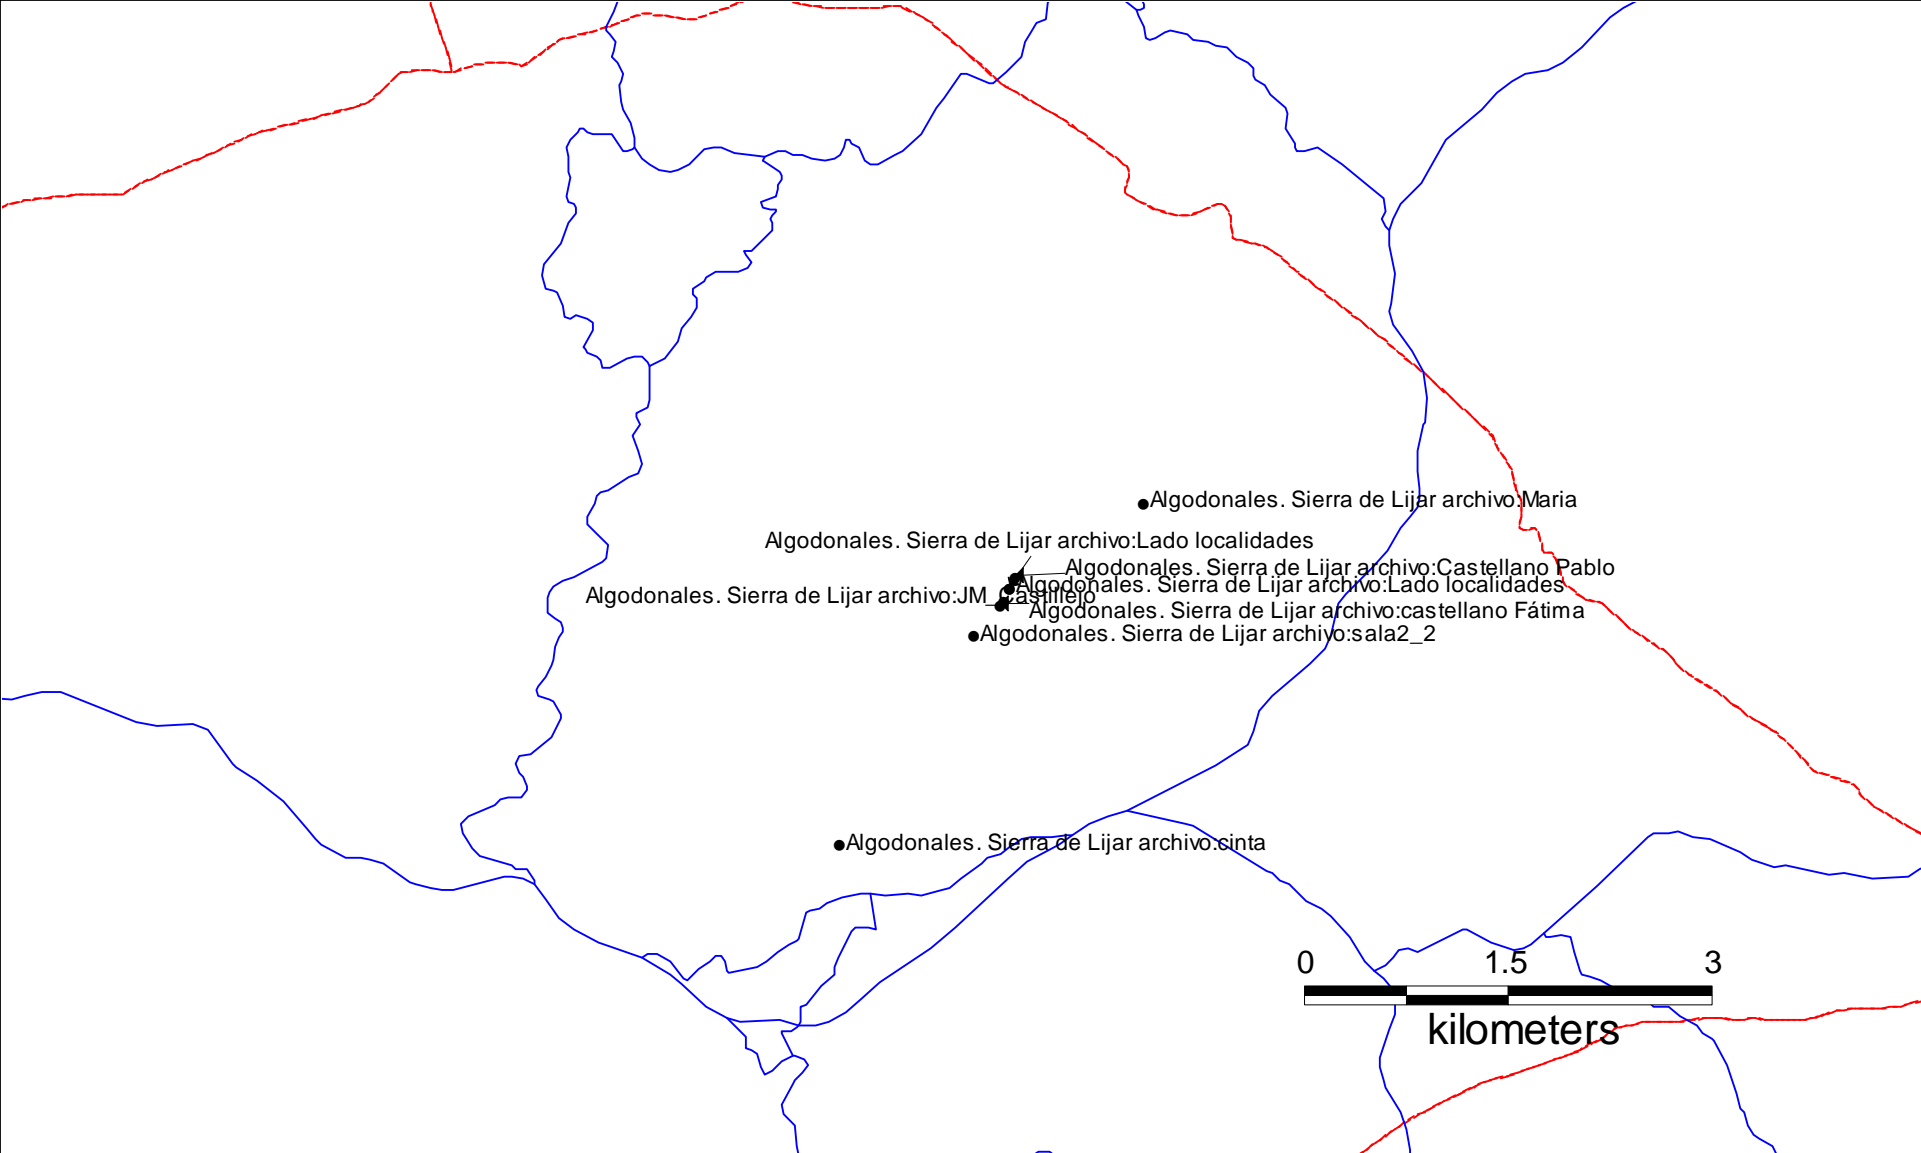 Algodonales. Sierra de Lijar archivo:Maria
Algodonales. Sierra de Lijar archivo:Lado localidades
Algodonales. Sierra de Lijar archivo:Castellano Pablo
Algodonales. Sierra de Lijar archivo:Lado localidades
Algodonales. Sierra de Lijar archivo:JM_Castillejo
Algodonales. Sierra de Lijar archivo:castellano Fátima
Algodonales. Sierra de Lijar archivo:sala2_2
Algodonales. Sierra de Lijar archivo:cinta
0 1.5 3
kilometers